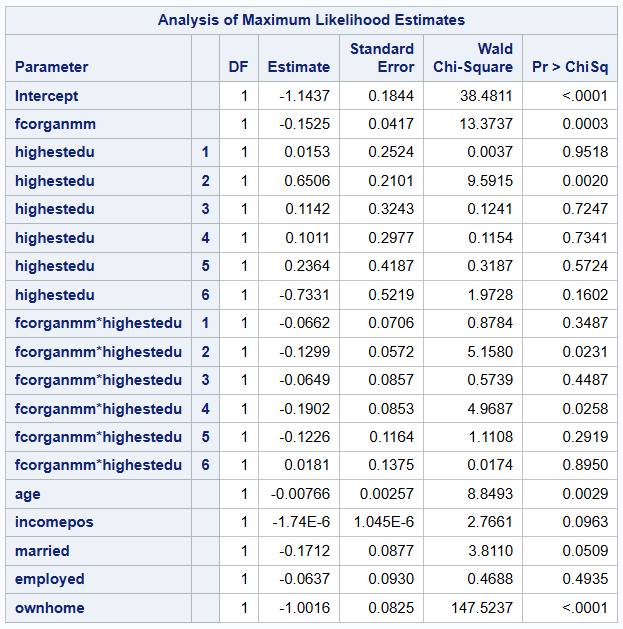 Analysis of Maximum Likelihood Estimates
Parameter DF Estimate Standard Error Wald Chi-Square Pr > ChiSq
Intercept 1 -1.1437 0.1844 38.4811 <.0001
fcorganmm 1 -0.1525 0.0417 13.3737 0.0003
highestedu 1 1 0.0153 0.2524 0.0037 0.9518
highestedu 2 1 0.6506 0.2101 9.5915 0.0020
highestedu 3 1 0.1142 0.3243 0.1241 0.7247
highestedu 4 1 0.1011 0.2977 0.1154 0.7341
highestedu 5 1 0.2364 0.4187 0.3187 0.5724
highestedu 6 1 -0.7331 0.5219 1.9728 0.1602
fcorganmm*highestedu 1 1 -0.0662 0.0706 0.8784 0.3487
fcorganmm*highestedu 2 1 -0.1299 0.0572 5.1580 0.0231
fcorganmm*highestedu 3 1 -0.0649 0.0857 0.5739 0.4487
fcorganmm*highestedu 4 1 -0.1902 0.0853 4.9687 0.0258
fcorganmm*highestedu 5 1 -0.1226 0.1164 1.1108 0.2919
fcorganmm*highestedu 6 1 0.0181 0.1375 0.0174 0.8950
age 1 -0.00766 0.00257 8.8493 0.0029
incomepos 1 -1.74E-6 1.045E-6 2.7661 0.0963
married 1 -0.1712 0.0877 3.8110 0.0509
employed 1 -0.0637 0.0930 0.4688 0.4935
ownhome 1 -1.0016 0.0825 147.5237 <.0001